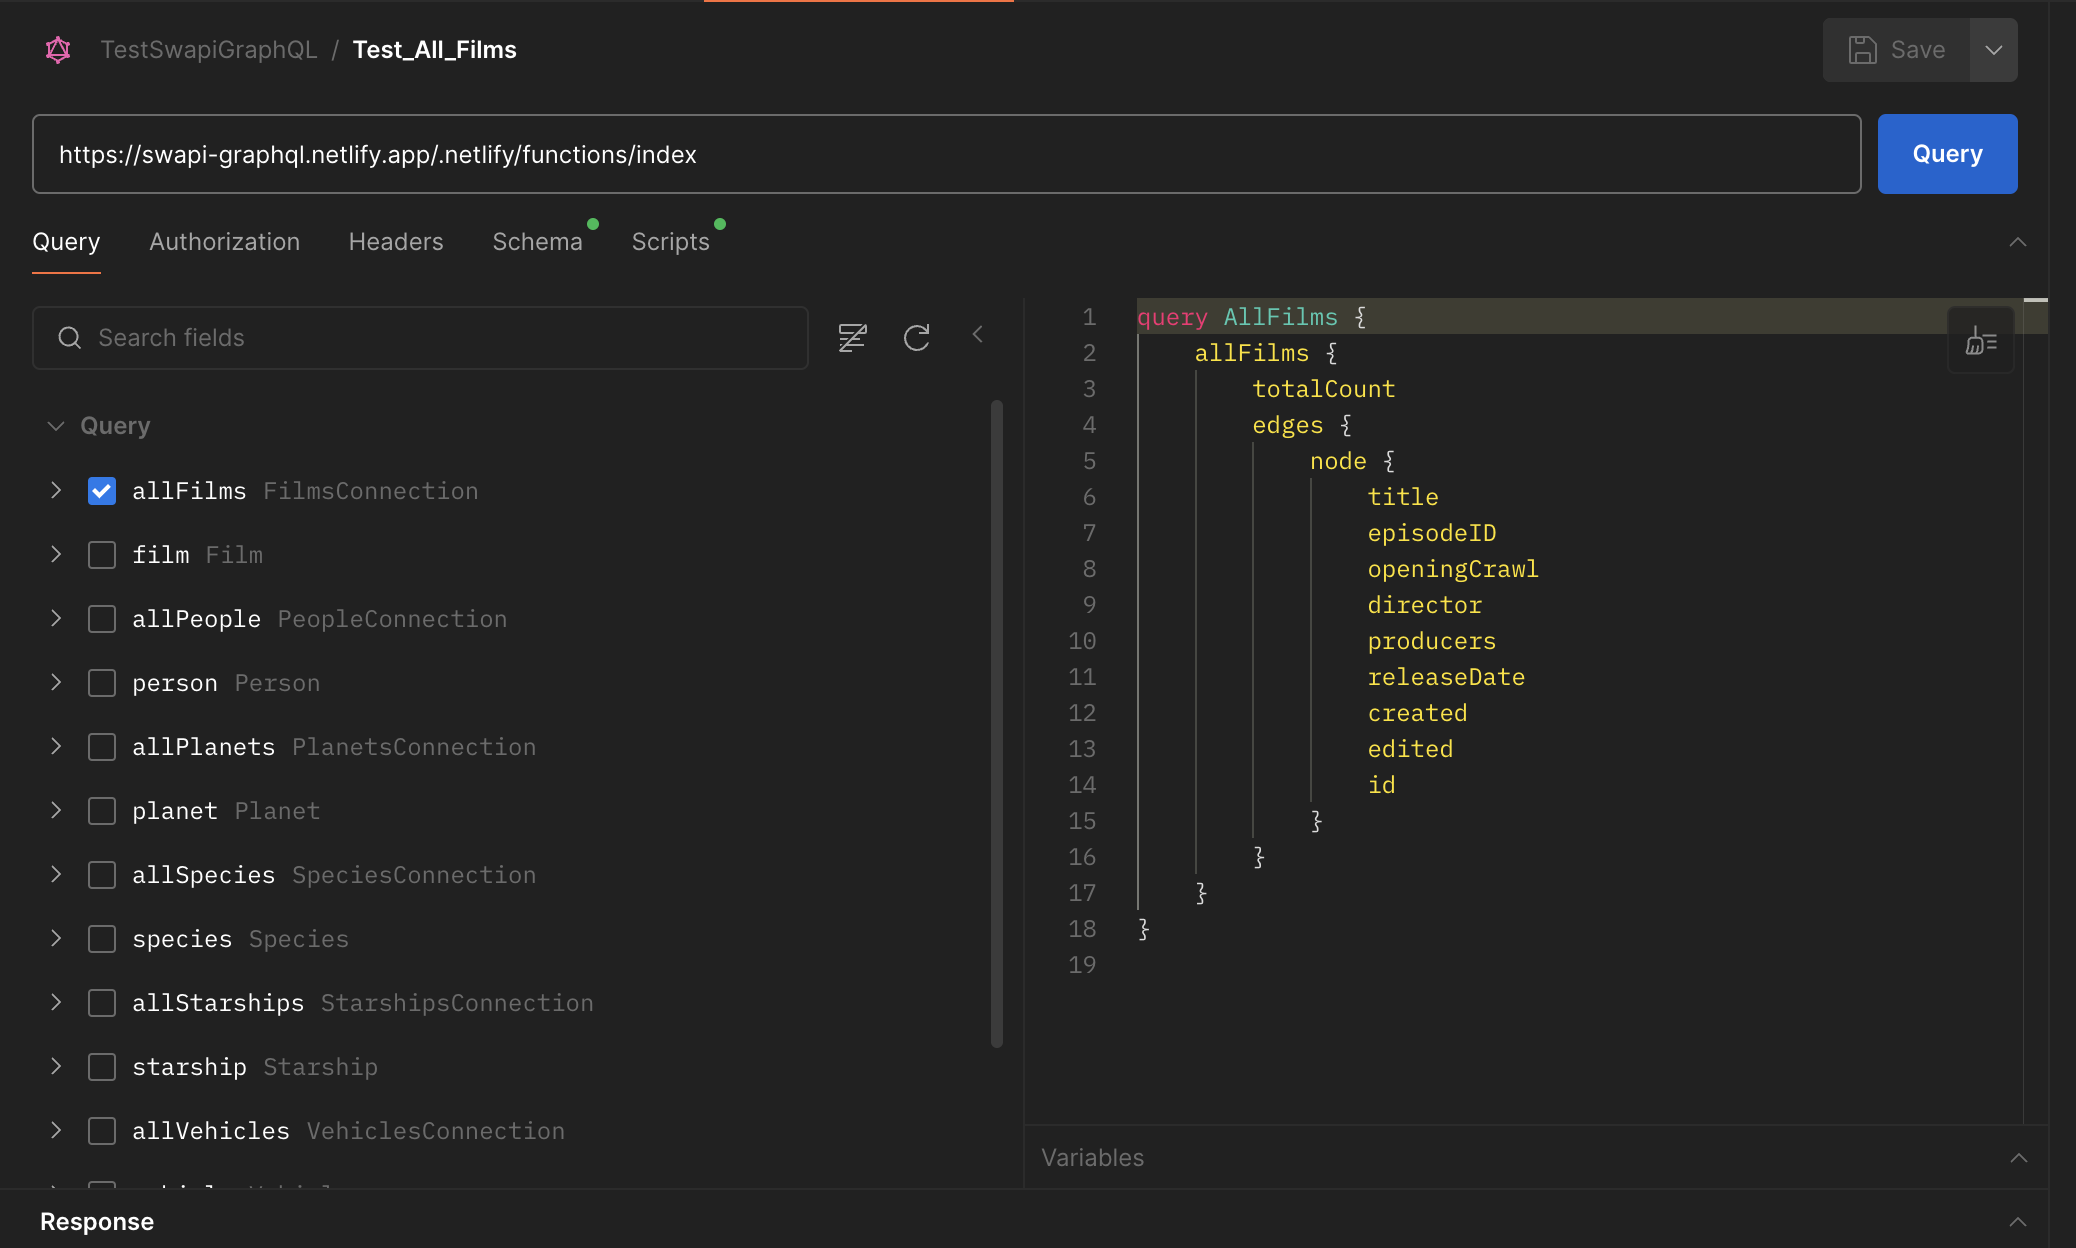 TestSwapiGraphQL / Test_All_Films
Save
https://swapi-graphql.netlify.app/.netlify/functions/index
Query
Query Authorization Headers Schema Scripts
Search fields
Query
allFilms FilmsConnection
film Film
allPeople PeopleConnection
person Person
allPlanets PlanetsConnection
planet Planet
allSpecies SpeciesConnection
species Species
allStarships StarshipsConnection
starship Starship
allVehicles VehiclesConnection
1 query AllFilms {
2 allFilms {
3 totalCount
4 edges {
5 node {
6 title
7 episodeID
8 openingCrawl
9 director
10 producers
11 releaseDate
12 created
13 edited
14 id
15 }
16 }
17 }
18 }
19
Variables
Response